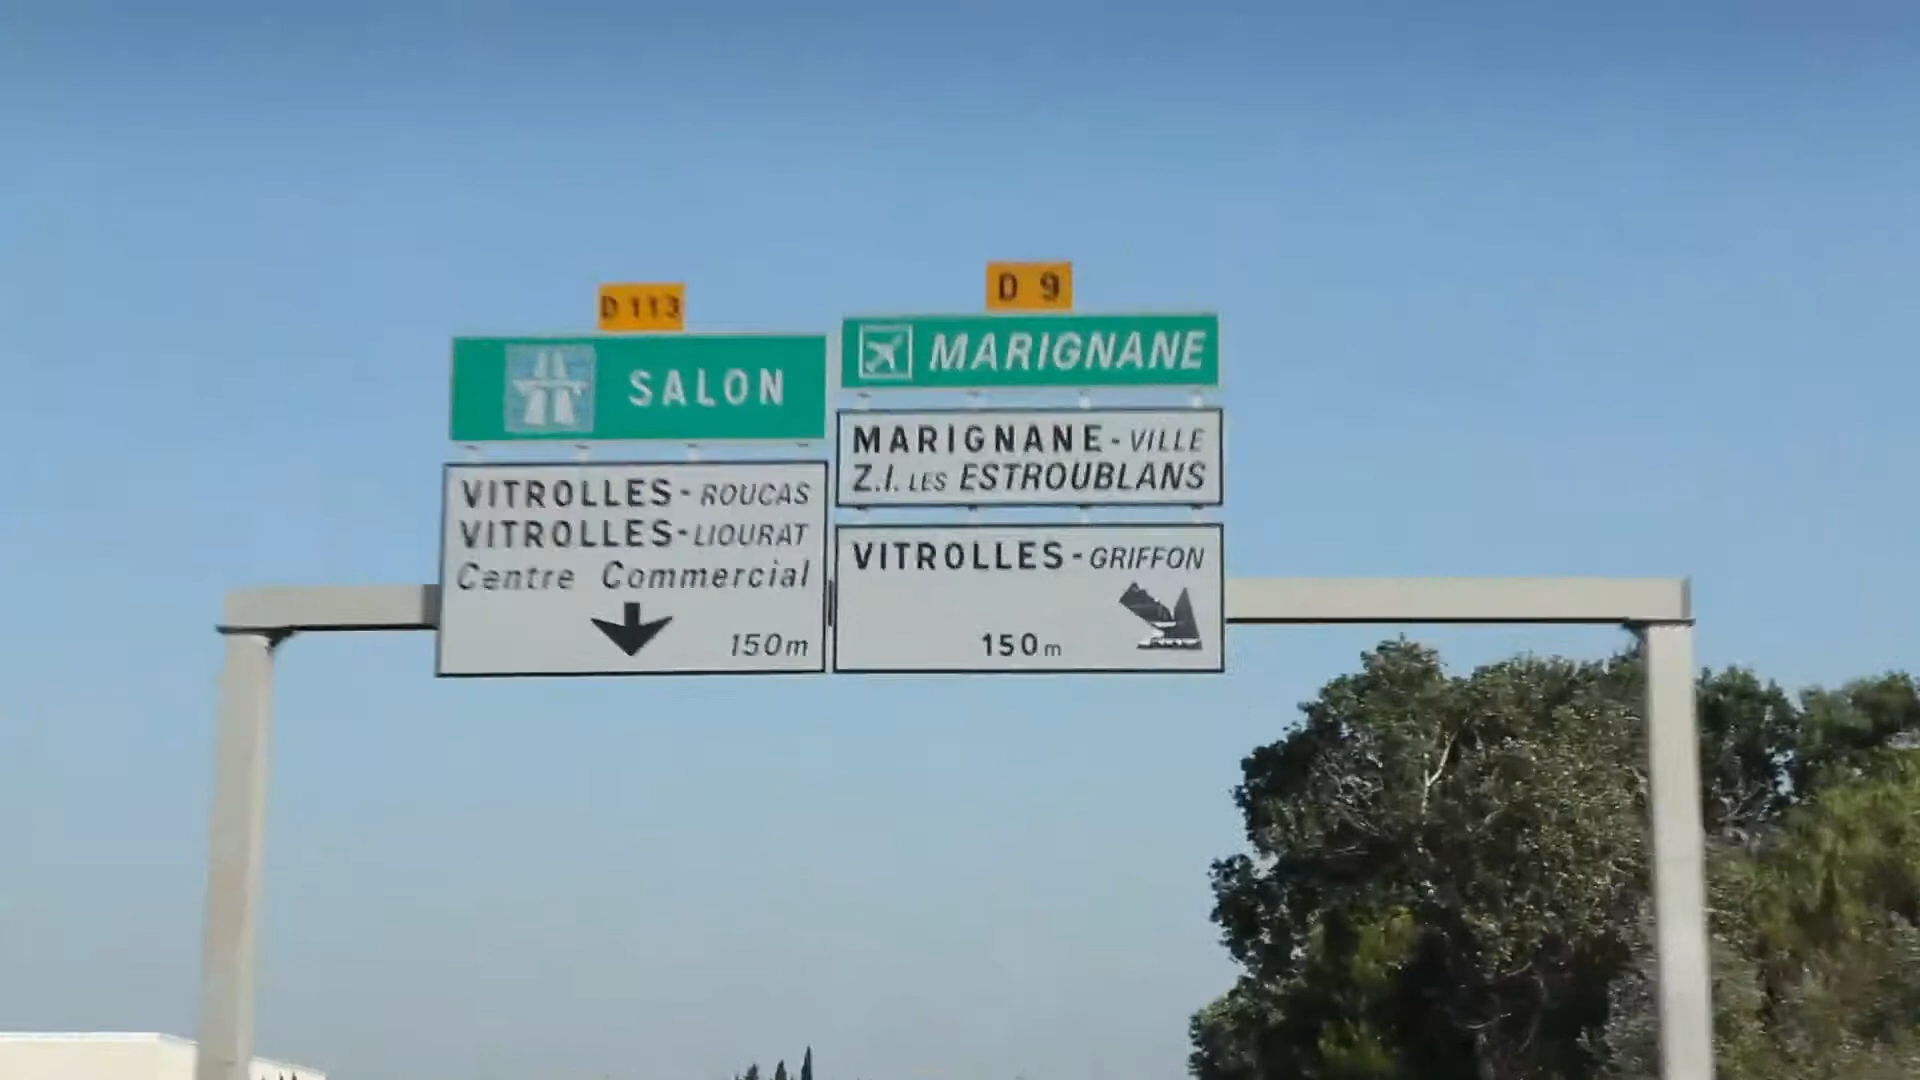 D 113
SALON
VITROLLES - ROUCAS
VITROLLES - LIOURAT
Centre Commercial
150m
D 9
MARIGNANE
MARIGNANE - VILLE
Z.I. LES ESTROUBLANS
VITROLLES - GRIFFON
150m